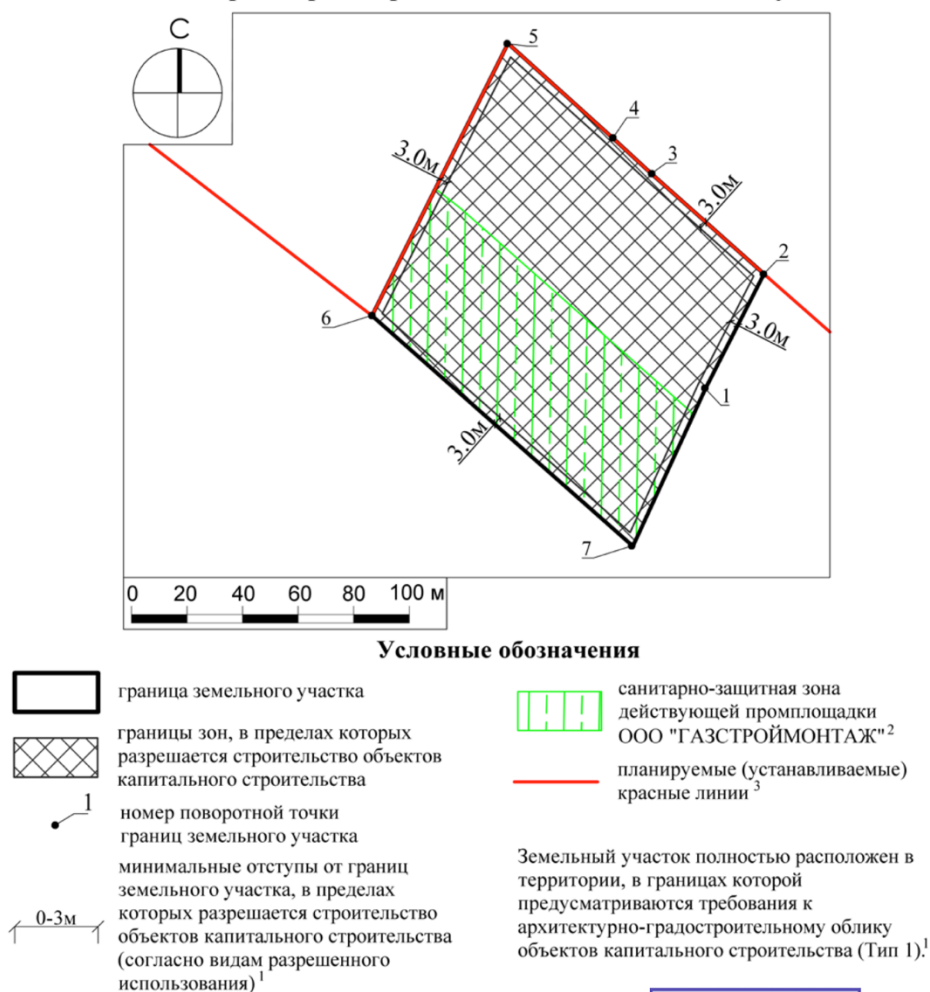 С
5
4
3
3.0м
3.0м
2
3.0м
6
1
3.0м
7
0 20 40 60 80 100 м
Условные обозначения
граница земельного участка
границы зон, в пределах которых
разрешается строительство объектов
капитального строительства
1
номер поворотной точки
границ земельного участка
минимальные отступы от границ
земельного участка, в пределах
0-3м
которых разрешается строительство
объектов капитального строительства
(согласно видам разрешенного
использования)¹
санитарно-защитная зона
действующей промплощадки
ООО "ГАЗСТРОЙМОНТАЖ"²
планируемые (устанавливаемые)
красные линии³
Земельный участок полностью расположен в
территории, в границах которой
предусматриваются требования к
архитектурно-градостроительному облику
объектов капитального строительства (Тип 1).¹